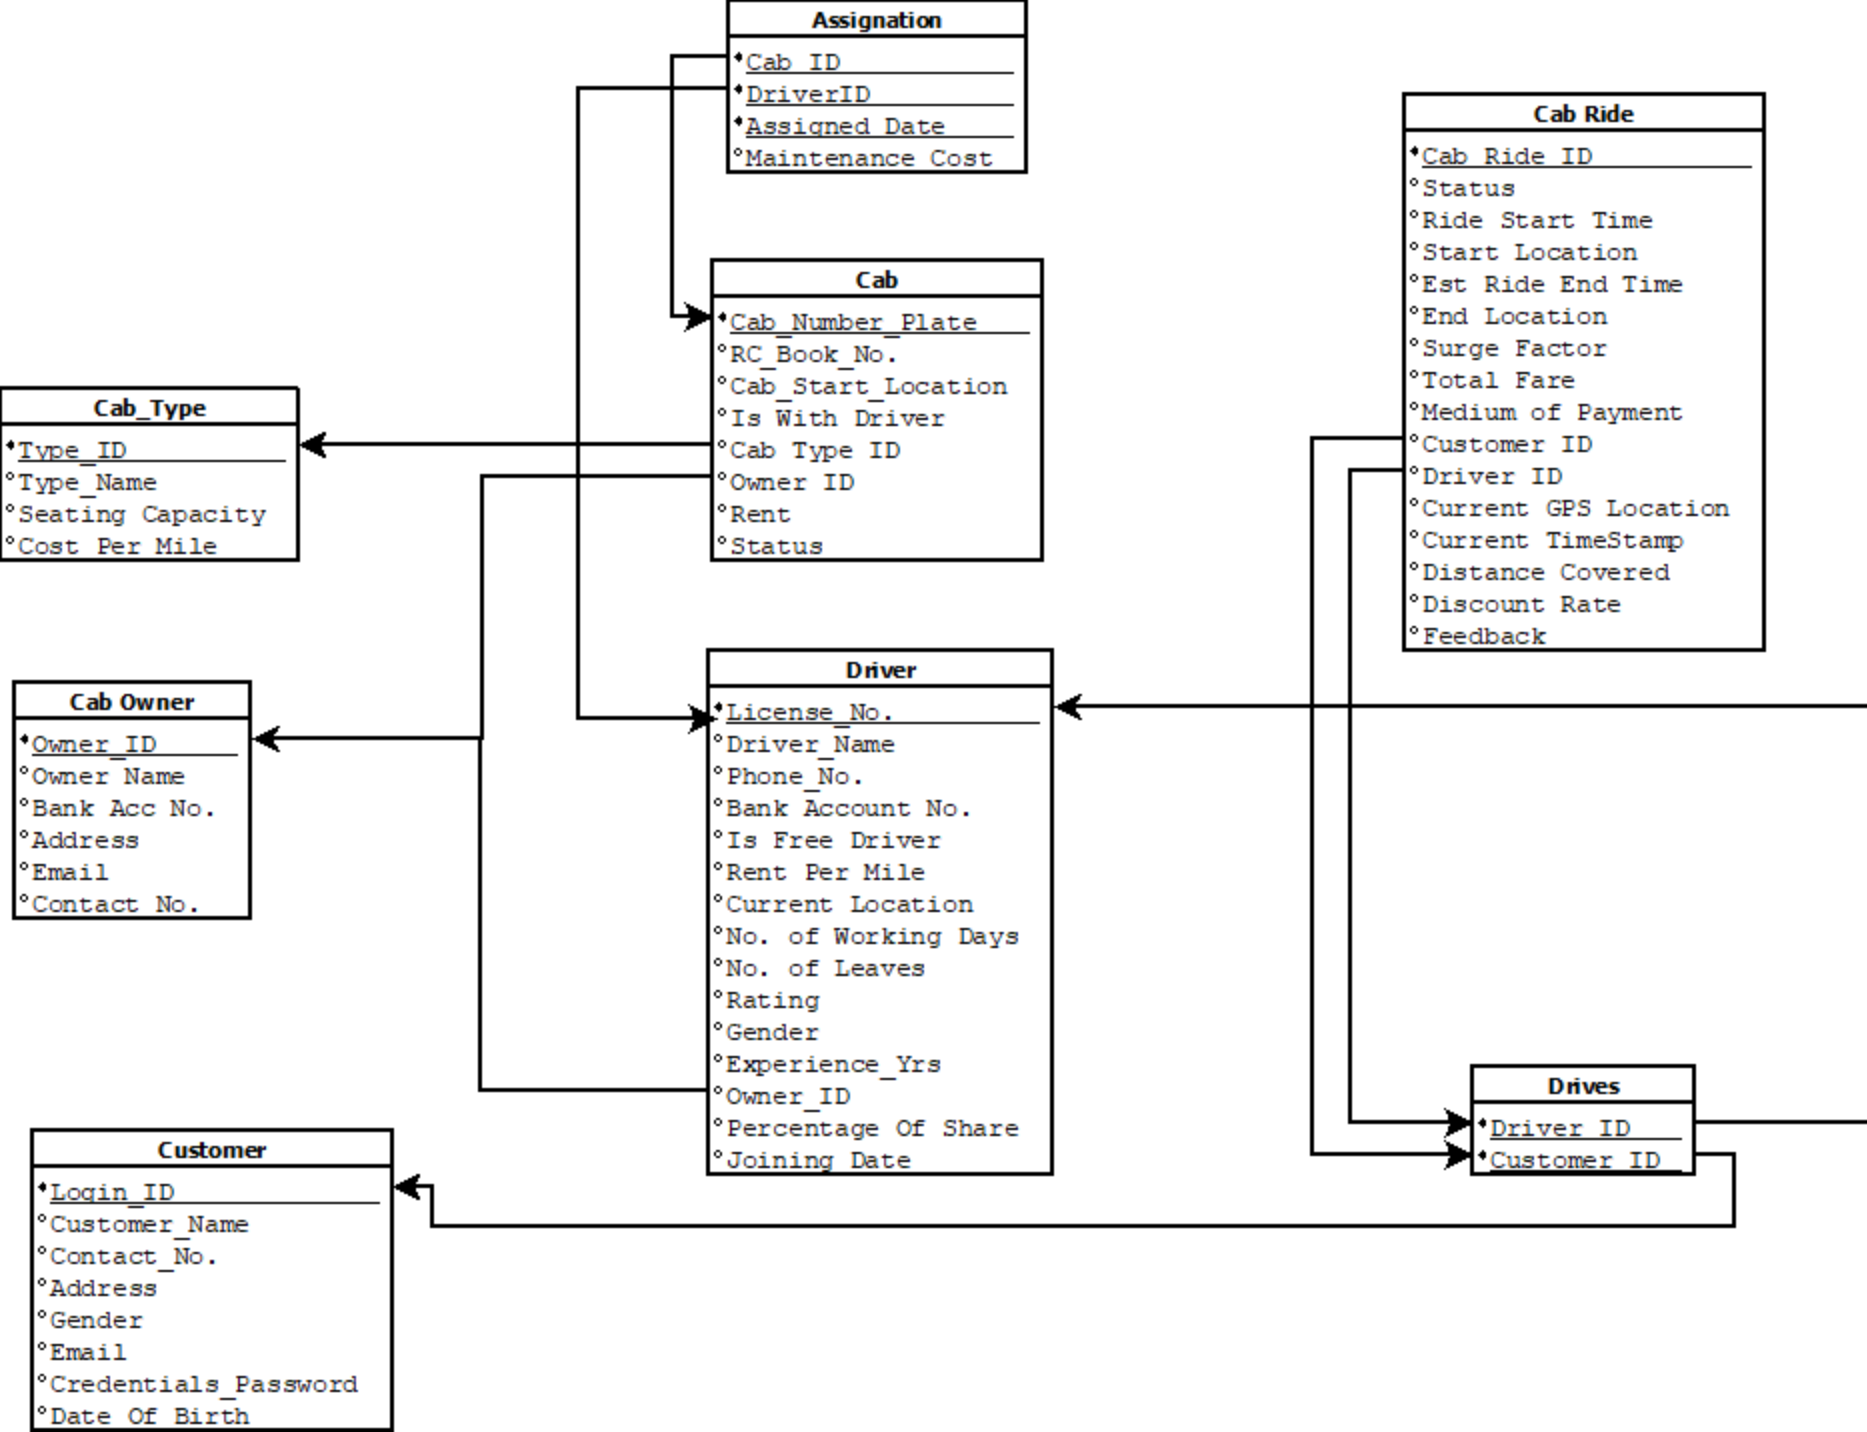 Assignation
Cab ID
DriverID
Assigned Date
Maintenance Cost
Cab Ride
Cab Ride ID
Status
Ride Start Time
Start Location
Est Ride End Time
End Location
Surge Factor
Total Fare
Medium of Payment
Customer ID
Driver ID
Current GPS Location
Current TimeStamp
Distance Covered
Discount Rate
Feedback
Cab
Cab_Number_Plate
RC_Book_No.
Cab_Start_Location
Is With Driver
Cab Type ID
Owner ID
Rent
Status
Cab_Type
Type_ID
Type_Name
Seating Capacity
Cost Per Mile
Driver
License_No.
Driver_Name
Phone_No.
Bank Account No.
Is Free Driver
Rent Per Mile
Current Location
No. of Working Days
No. of Leaves
Rating
Gender
Experience_Yrs
Owner_ID
Percentage Of Share
Joining Date
Cab Owner
Owner_ID
Owner Name
Bank Acc No.
Address
Email
Contact No.
Drives
Driver ID
Customer ID
Customer
Login_ID
Customer_Name
Contact_No.
Address
Gender
Email
Credentials_Password
Date Of Birth